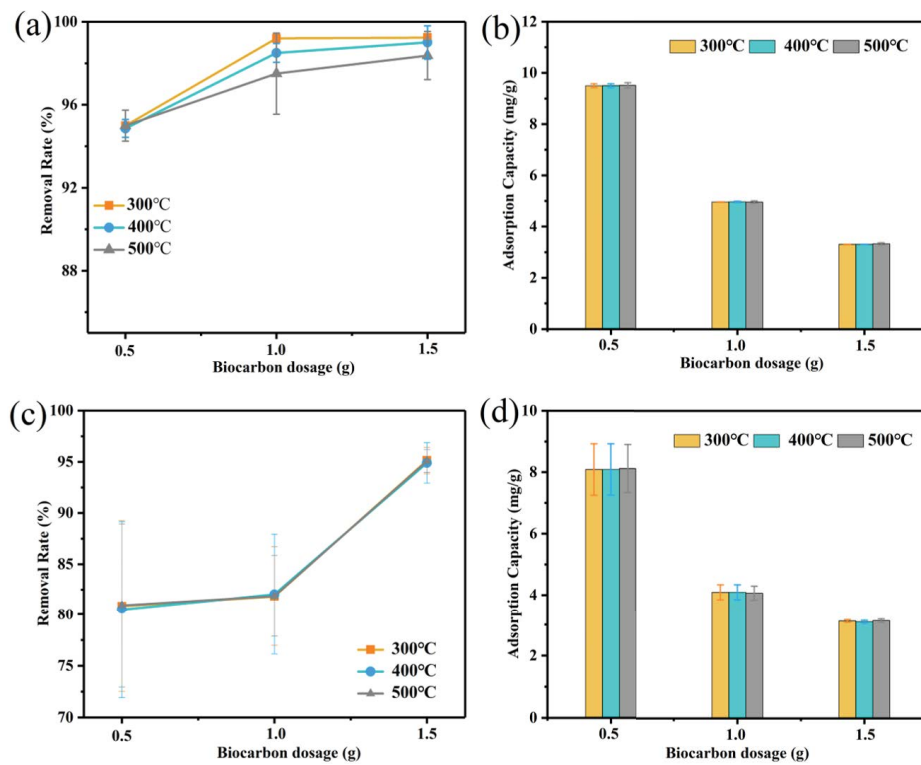 (a)
100
96
92
88
Removal Rate (%)
300°C
400°C
500°C
0.5
1.0
1.5
Biocarbon dosage (g)
(b)
300°C 400°C 500°C
12
10
8
6
4
2
0
Adsorption Capacity (mg/g)
0.5
1.0
1.5
Biocarbon dosage (g)
(c)
100
95
90
85
80
75
70
Removal Rate (%)
300°C
400°C
500°C
0.5
1.0
1.5
Biocarbon dosage (g)
(d)
300°C 400°C 500°C
10
8
6
4
2
0
Adsorption Capacity (mg/g)
0.5
1.0
1.5
Biocarbon dosage (g)